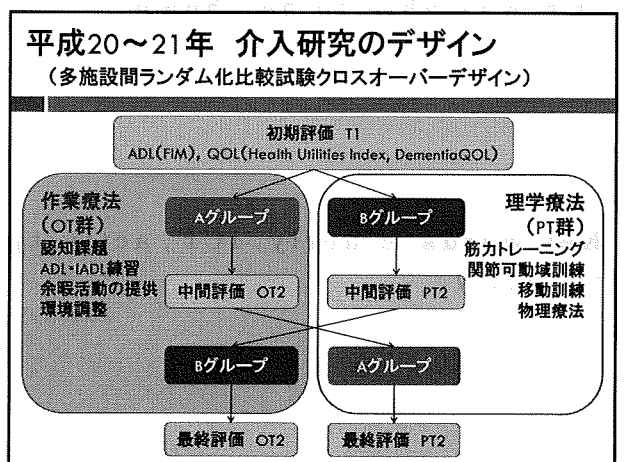 平成20～21年 介入研究のデザイン
（多施設間ランダム化比較試験クロスオーバーデザイン）
初期評価 T1
ADL(FIM), QOL(Health Utilities Index, DementiaQOL)
作業療法
（OT群）
認知課題
ADL・IADL練習
余暇活動の提供
環境調整
Aグループ
Bグループ
理学療法
（PT群）
筋力トレーニング
関節可動域訓練
移動訓練
物理療法
中間評価 OT2
中間評価 PT2
Bグループ
Aグループ
最終評価 OT2
最終評価 PT2